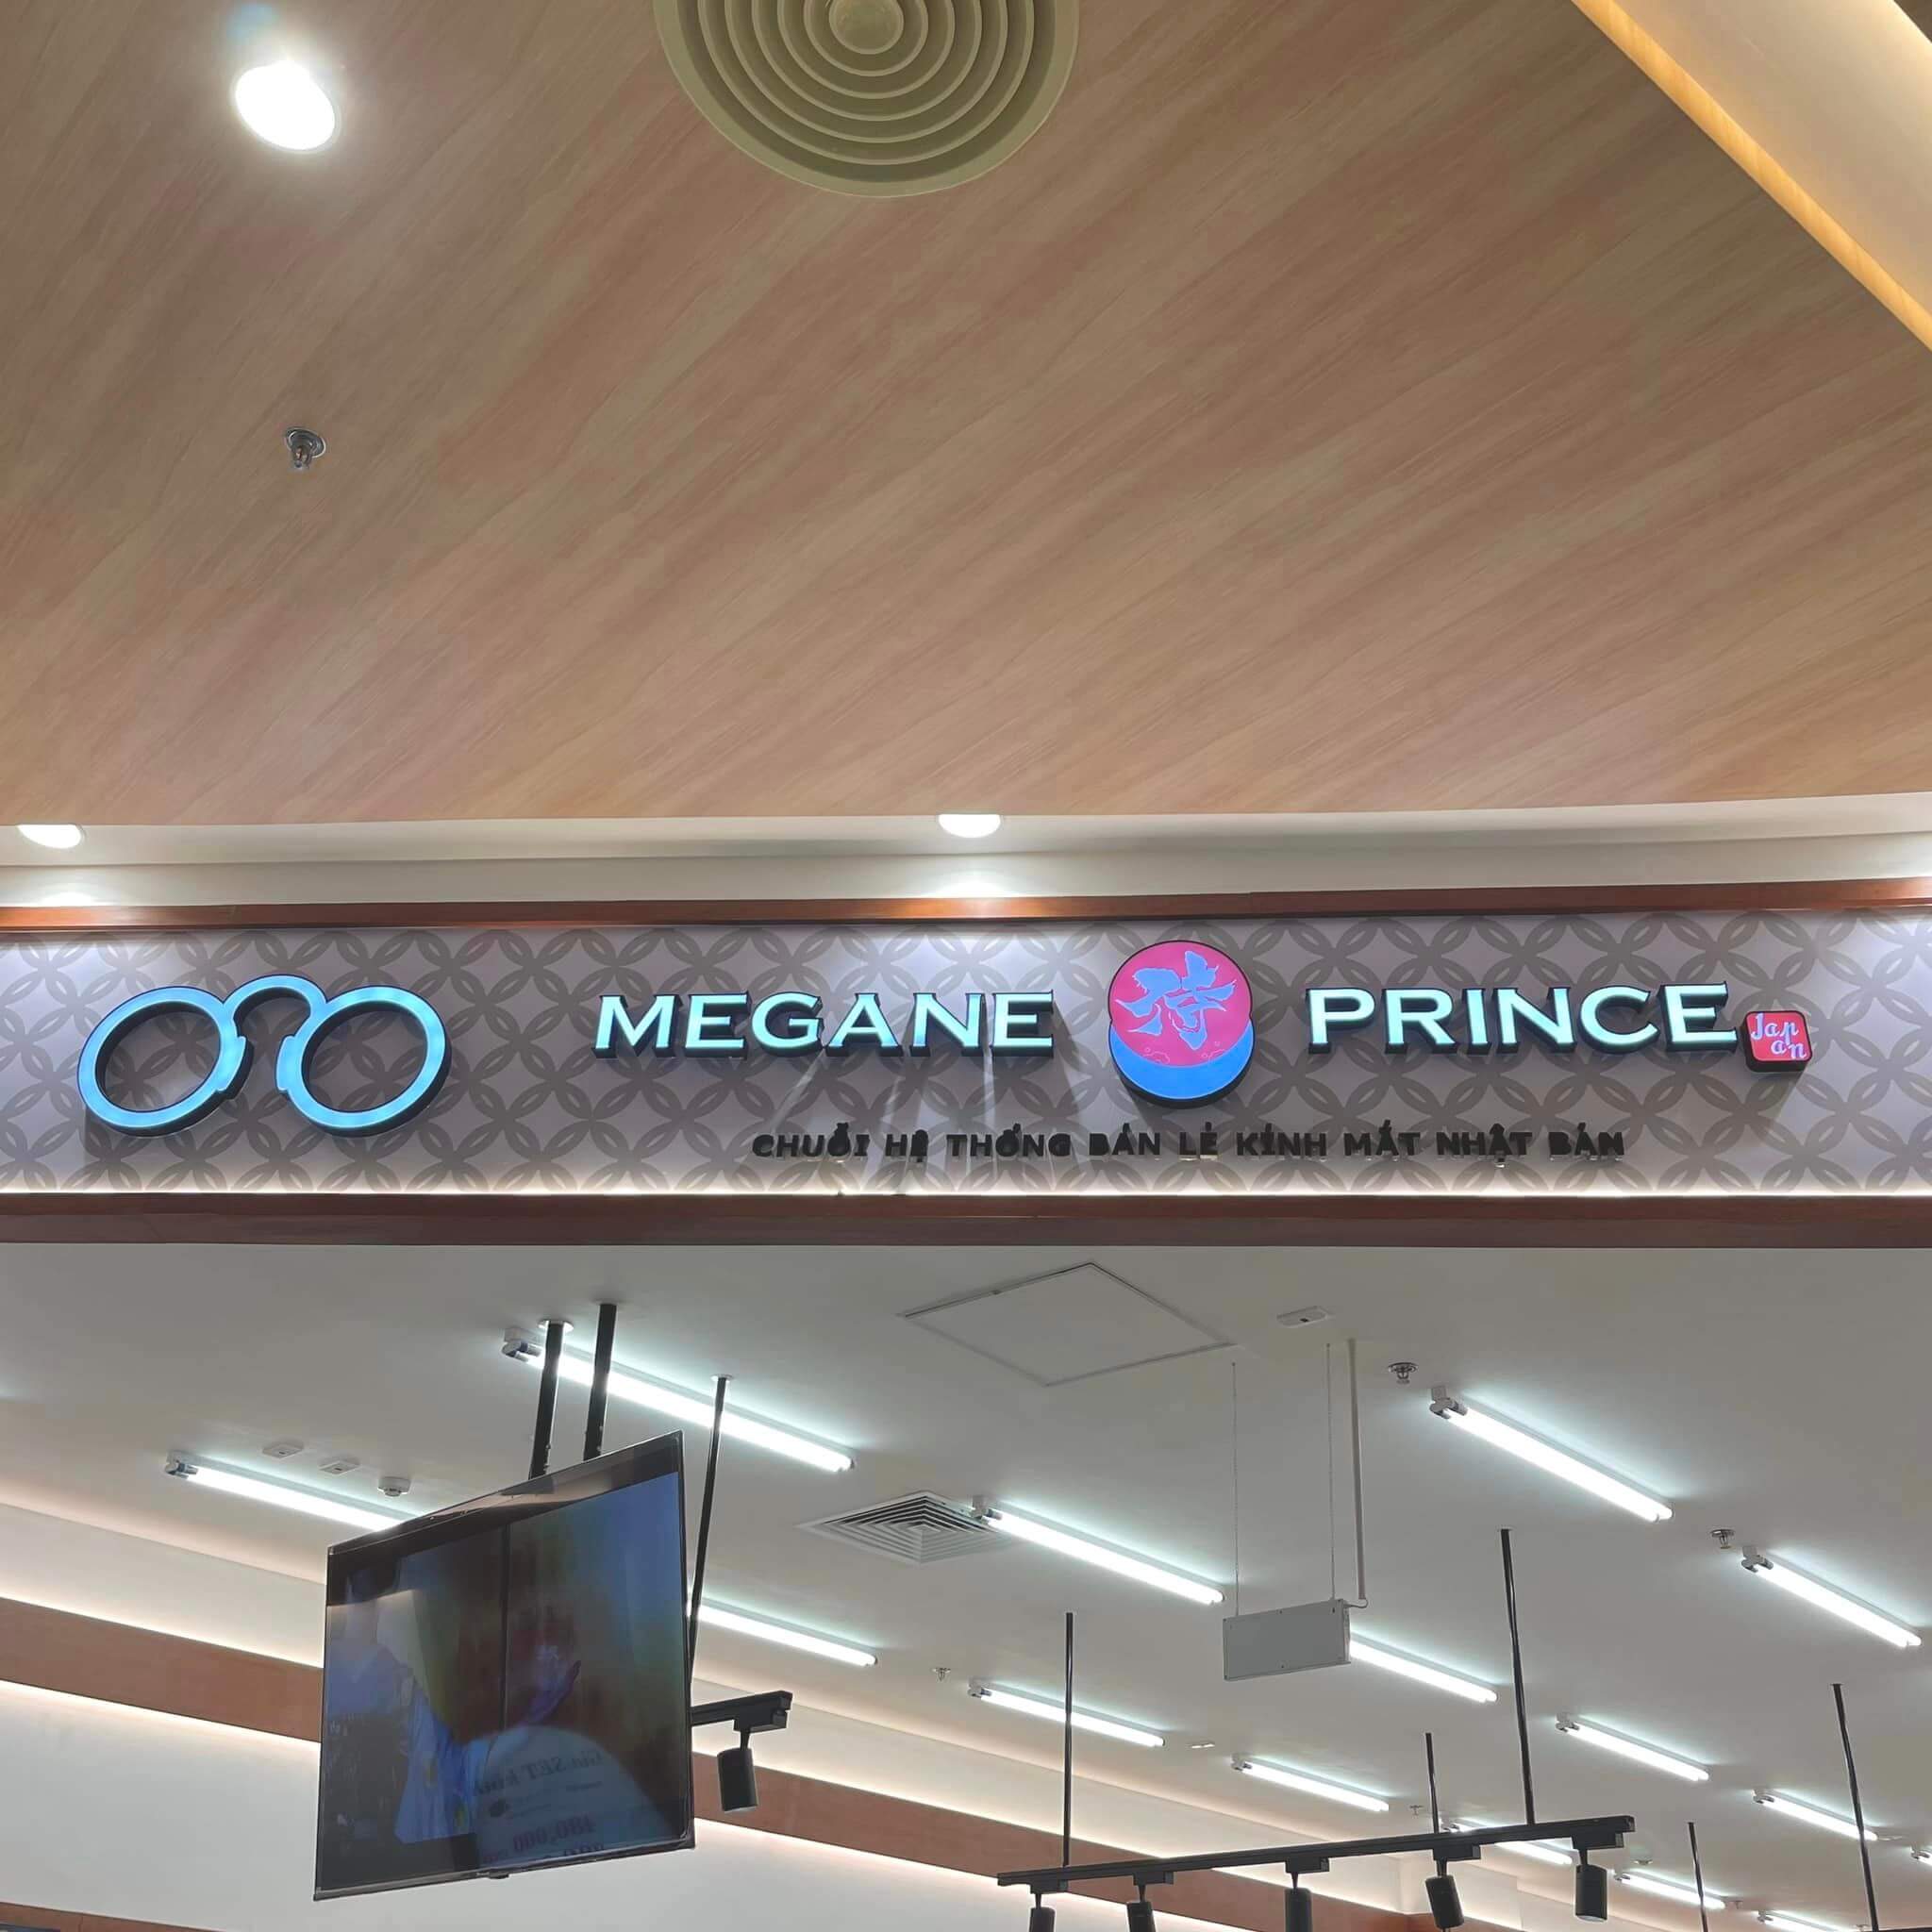 MEGANE 侍 PRINCE Japan
CHUỖI HỆ THỐNG BÁN LẺ KÍNH MẮT NHẬT BẢN